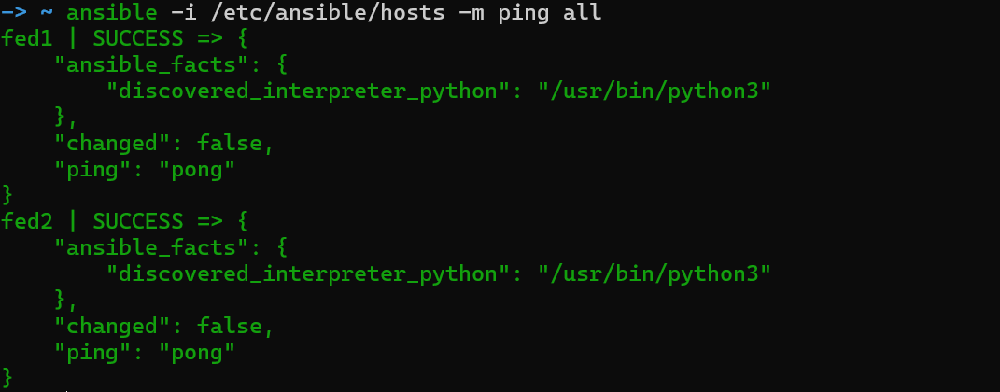 -> ~ ansible -i /etc/ansible/hosts -m ping all
fed1 | SUCCESS => {
    "ansible_facts": {
        "discovered_interpreter_python": "/usr/bin/python3"
    },
    "changed": false,
    "ping": "pong"
}
fed2 | SUCCESS => {
    "ansible_facts": {
        "discovered_interpreter_python": "/usr/bin/python3"
    },
    "changed": false,
    "ping": "pong"
}